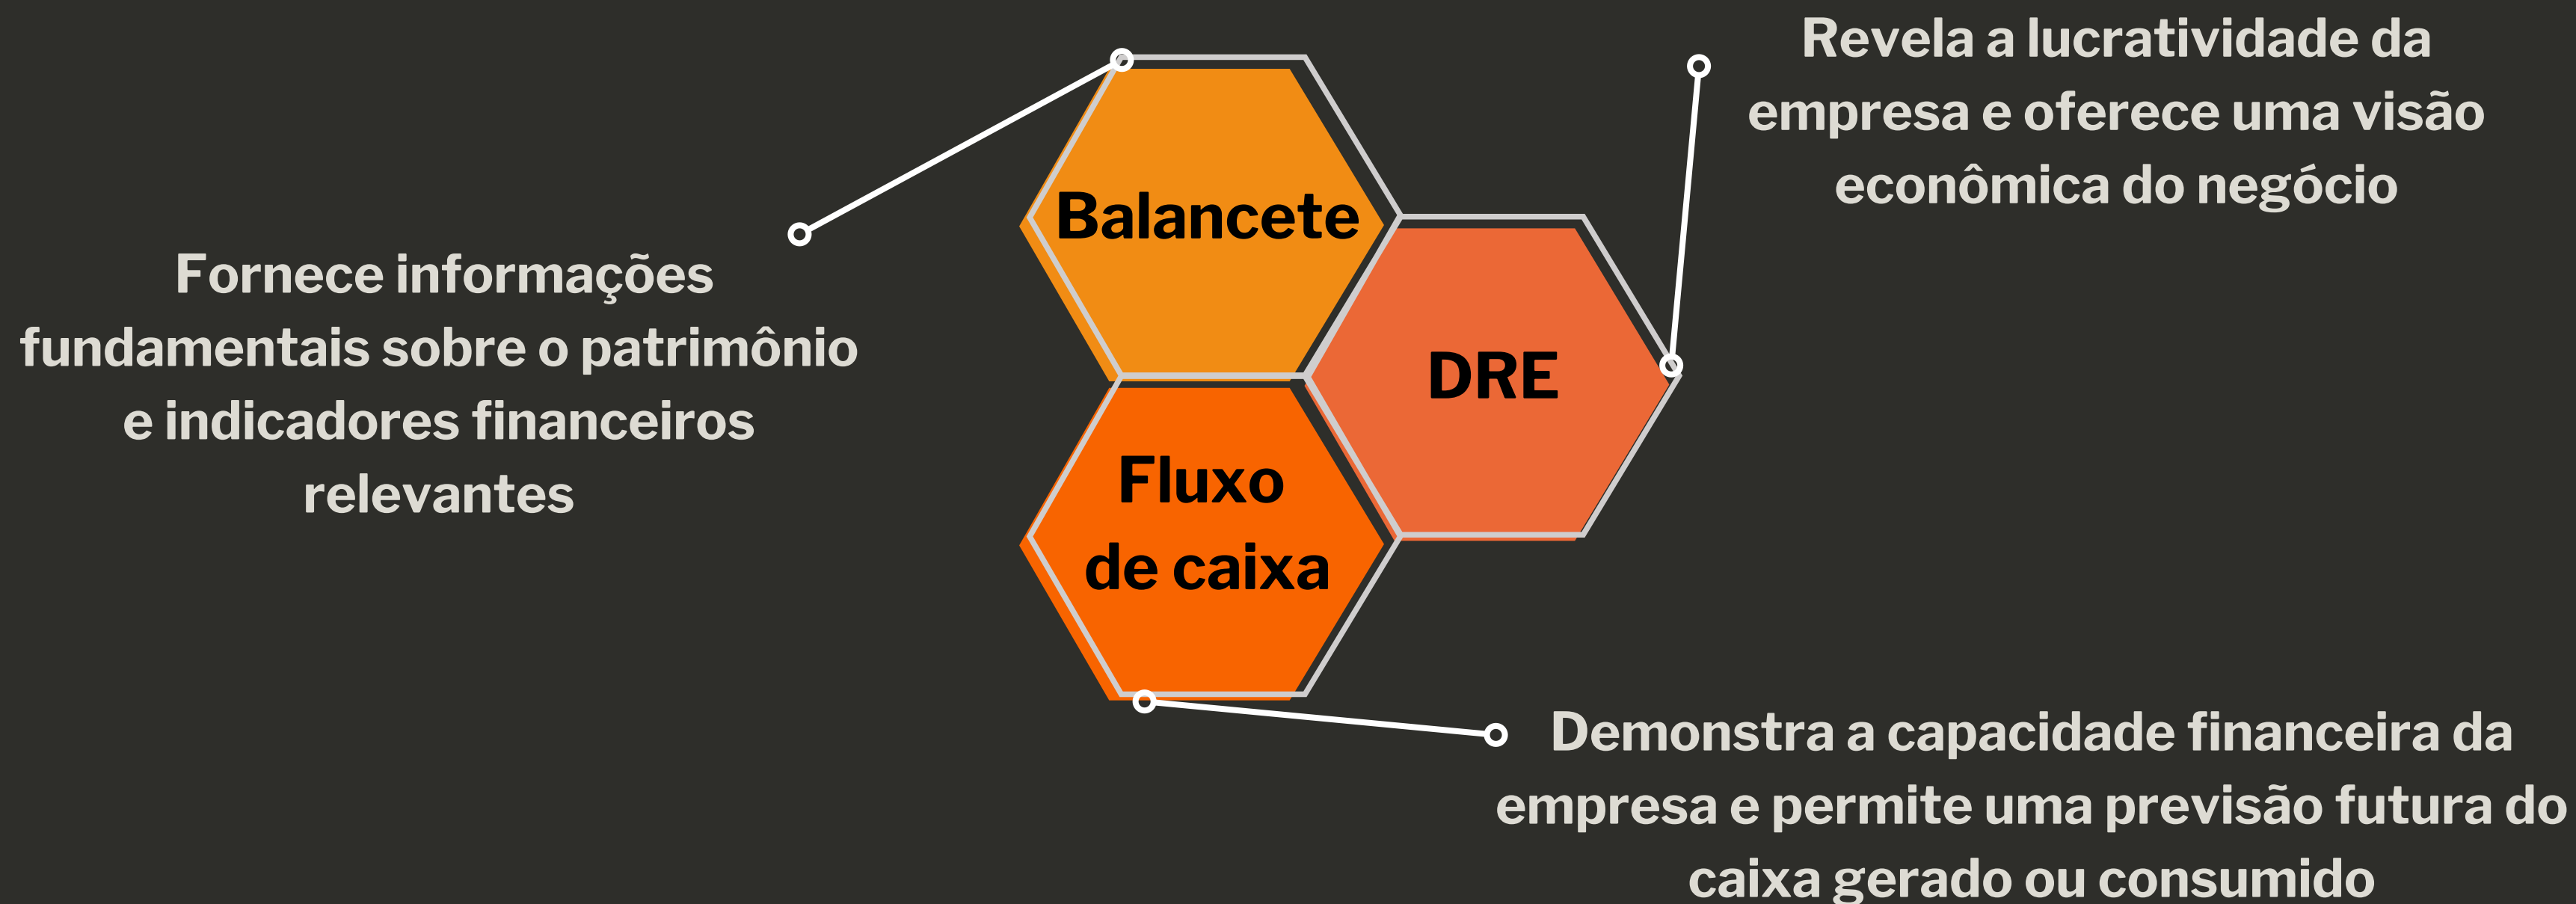 Revela a lucratividade da
empresa e oferece uma visão
econômica do negócio
Balancete
Fornece informações
fundamentais sobre o patrimônio
e indicadores financeiros
relevantes
DRE
Fluxo
de caixa
Demonstra a capacidade financeira da
empresa e permite uma previsão futura do
caixa gerado ou consumido